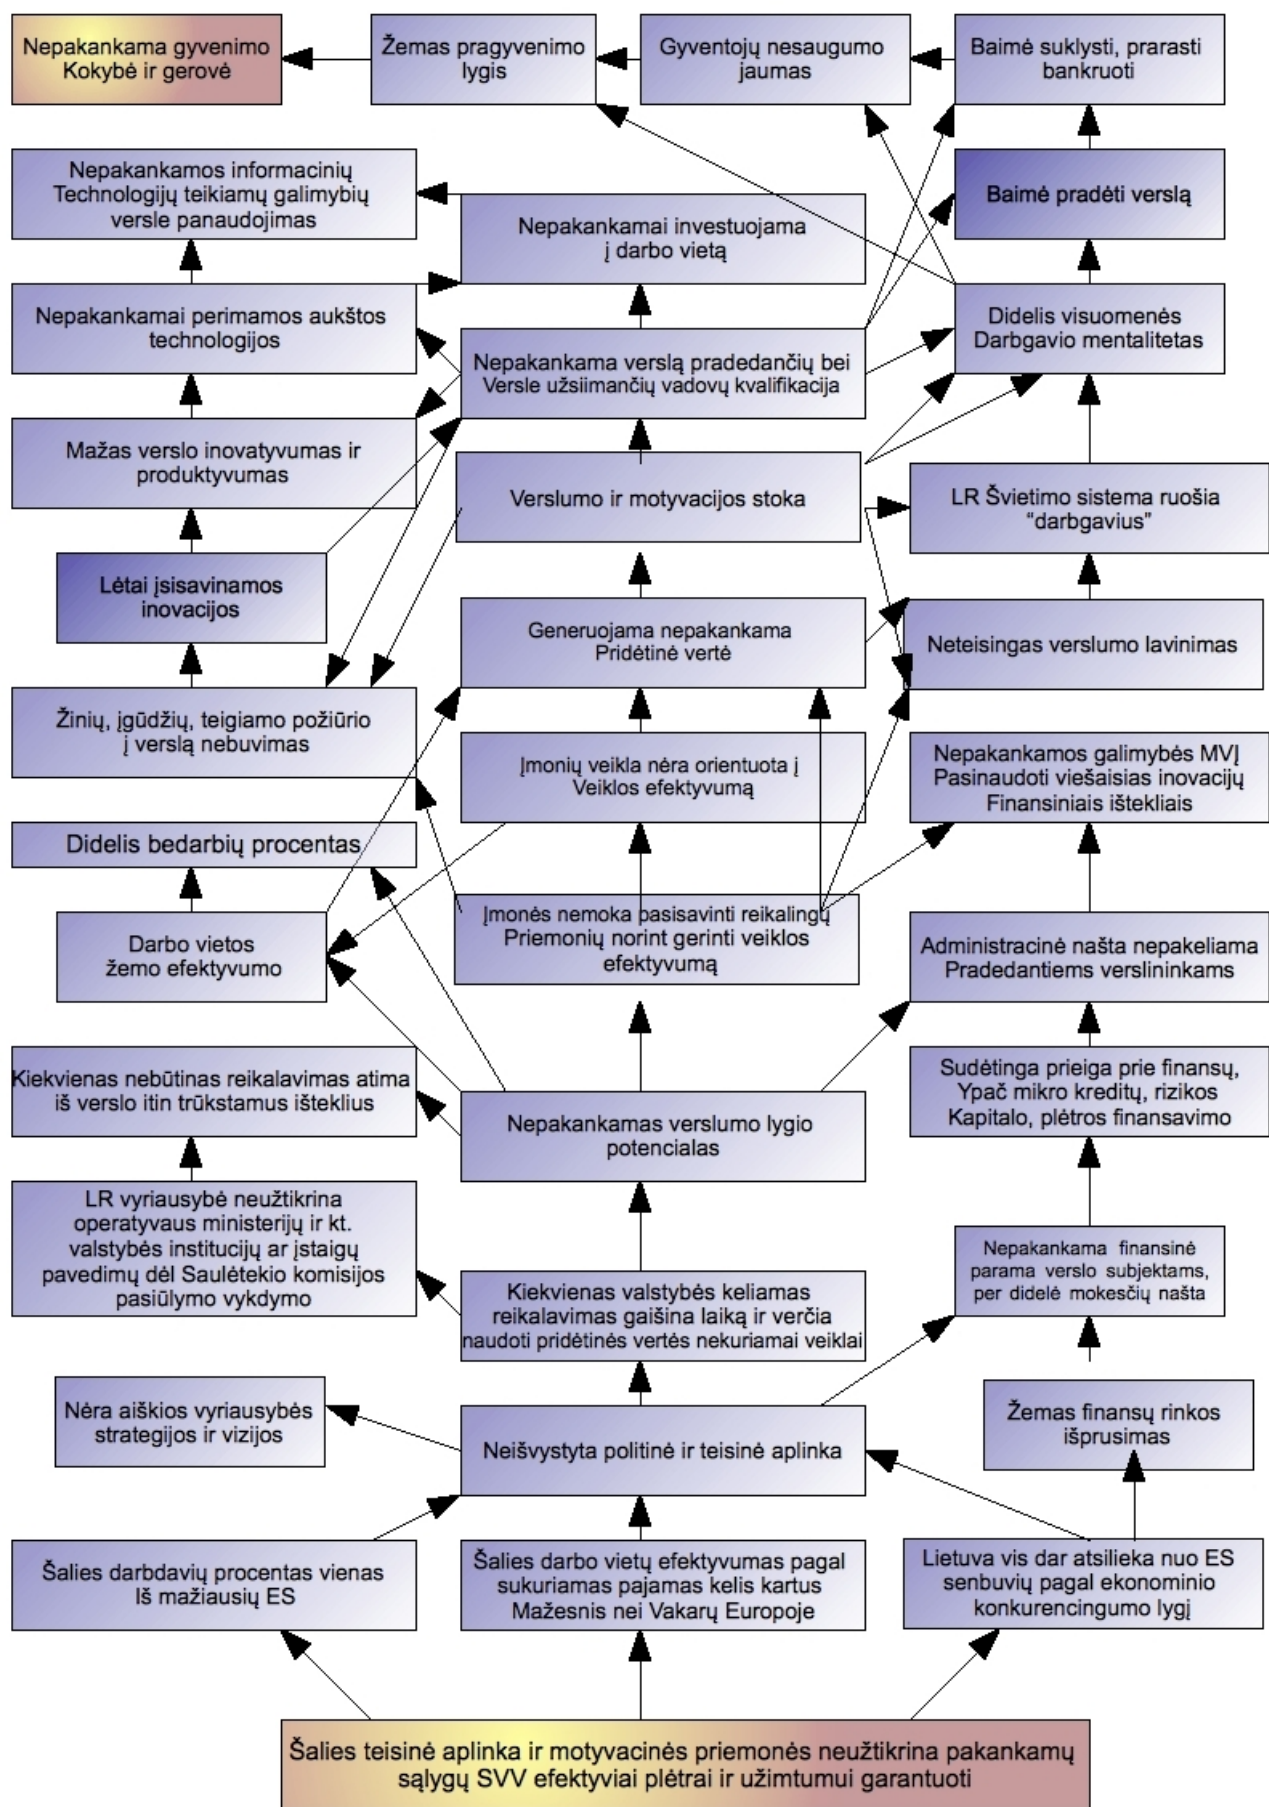 Nepakankama gyvenimo
Kokybė ir gerovė
Žemas pragyvenimo
lygis
Gyventojų nesaugumo
jaumas
Baimė suklysti, prarasti
bankruoti
Nepakankamos informacinių
Technologijų teikiamų galimybių
versle panaudojimas
Nepakankamai investuojama
į darbo vietą
Baimė pradėti verslą
Nepakankamai perimamos aukštos
technologijos
Nepakankama verslą pradedančių bei
Versle užsiimančių vadovų kvalifikacija
Didelis visuomenės
Darbgavio mentalitetas
Mažas verslo inovatyvumas ir
produktyvumas
Verslumo ir motyvacijos stoka
LR Švietimo sistema ruošia
“darbgavius”
Lėtai įsisavinamos
inovacijos
Generuojama nepakankama
Pridėtinė vertė
Neteisingas verslumo lavinimas
Žinių, įgūdžių, teigiamo požiūrio
į verslą nebuvimas
Įmonių veikla nėra orientuota į
Veiklos efektyvumą
Nepakankamos galimybės MVĮ
Pasinaudoti viešaisias inovacijų
Finansiniais ištekliais
Didelis bedarbių procentas
Darbo vietos
žemo efektyvumo
Įmonės nemoka pasisavinti reikalingų
Priemonių norint gerinti veiklos
efektyvumą
Administracinė našta nepakeliama
Pradedantiems verslininkams
Kiekvienas nebūtinas reikalavimas atima
iš verslo itin trūkstamus išteklius
Nepakankamas verslumo lygio
potencialas
Sudėtinga prieiga prie finansų,
Ypač mikro kreditų, rizikos
Kapitalo, plėtros finansavimo
LR vyriausybė neužtikrina
operatyvaus ministerijų ir kt.
valstybės institucijų ar įstaigų
pavedimų dėl Saulėtekio komisijos
pasiūlymo vykdymo
Kiekvienas valstybės keliamas
reikalavimas gaišina laiką ir verčia
naudoti pridėtinės vertės nekuriamai veiklai
Nepakankama finansinė
parama verslo subjektams,
per didelė mokesčių našta
Nėra aiškios vyriausybės
strategijos ir vizijos
Neišvystyta politinė ir teisinė aplinka
Žemas finansų rinkos
išprusimas
Šalies darbdavių procentas vienas
Iš mažiausių ES
Šalies darbo vietų efektyvumas pagal
sukuriamas pajamas kelis kartus
Mažesnis nei Vakarų Europoje
Lietuva vis dar atsilieka nuo ES
senbuvių pagal ekonominio
konkurencingumo lygį
Šalies teisinė aplinka ir motyvacinės priemonės neužtikrina pakankamų
sąlygų SVV efektyviai plėtrai ir užimtumui garantuoti